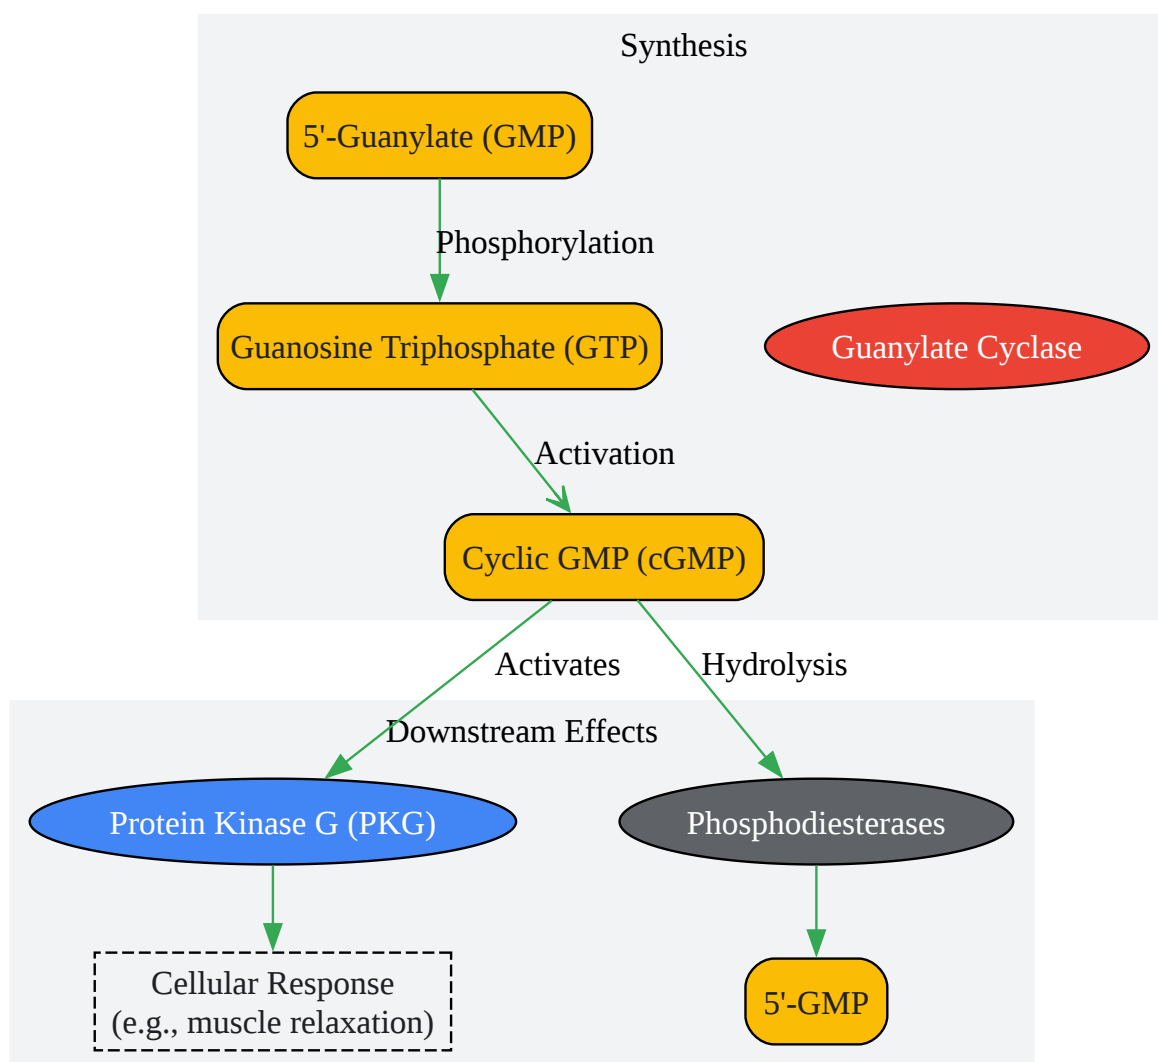 Synthesis
5'-Guanylate (GMP)
Phosphorylation
Guanosine Triphosphate (GTP)
Guanylate Cyclase
Activation
Cyclic GMP (cGMP)
Activates
Hydrolysis
Downstream Effects
Protein Kinase G (PKG)
Phosphodiesterases
Cellular Response
(e.g., muscle relaxation)
5'-GMP